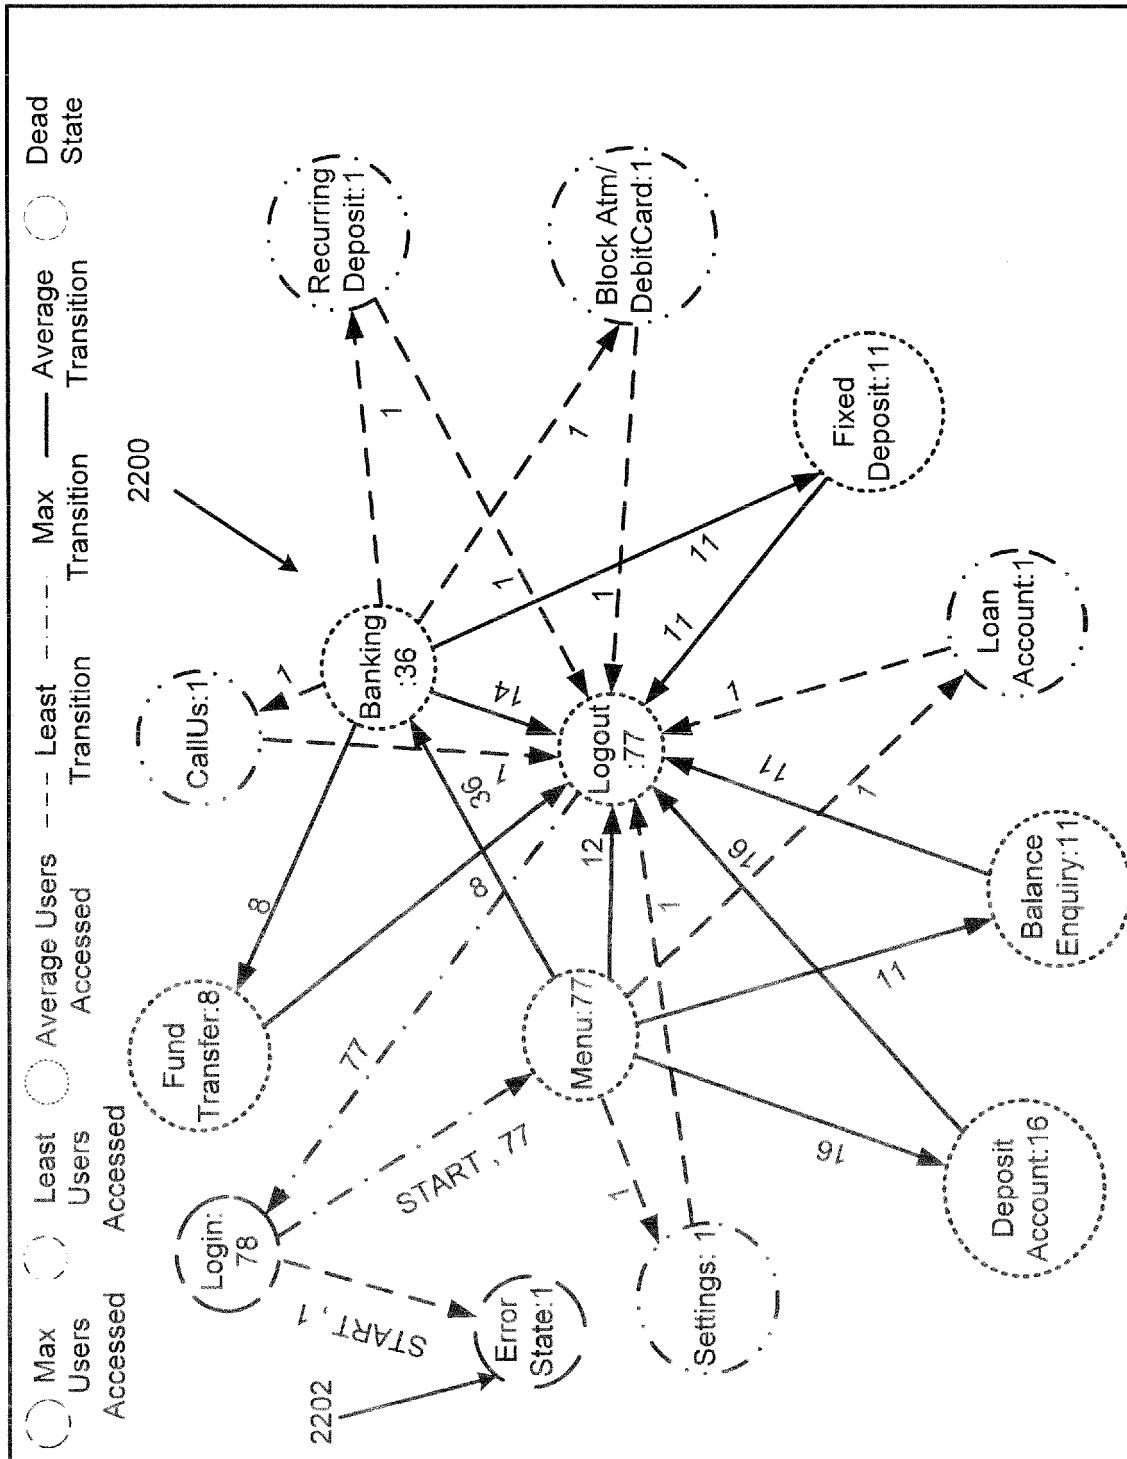 Max
Users
Accessed
Least
Users
Accessed
Average Users
Accessed
Least
Transition
Max
Transition
Average
Transition
Dead
State
2200
2202
Login:
78
START , 1
Error
State:1
START , 77
77
Fund
Transfer:8
8
8
CallUs:1
1
1
Banking
:36
36
14
Recurring
Deposit:1
1
1
Block Atm/
DebitCard:1
1
1
Fixed
Deposit:11
11
11
Logout
:77
12
Menu:77
1
Settings: 1
1
16
Deposit
Account:16
16
11
Balance
Enquiry:11
11
1
Loan
Account:1
1